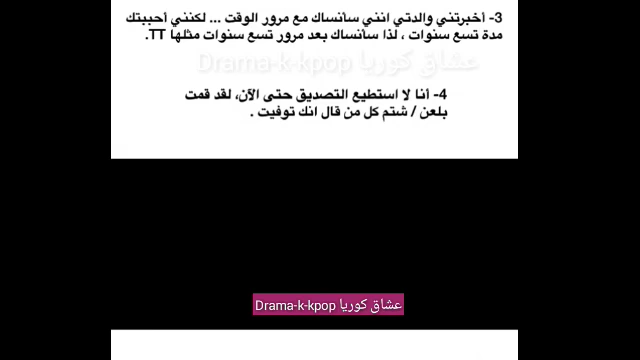 3- أخبرتني والدتي انني سأنساك مع مرور الوقت ... لكنني أحببتك
مدة تسع سنوات ، لذا سأنساك بعد مرور تسع سنوات مثلها TT.
عشاق كوريا Drama-k-kpop
4- أنا لا استطيع التصديق حتى الآن، لقد قمت
بلعن / شتم كل من قال انك توفيت .
عشاق كوريا Drama-k-kpop